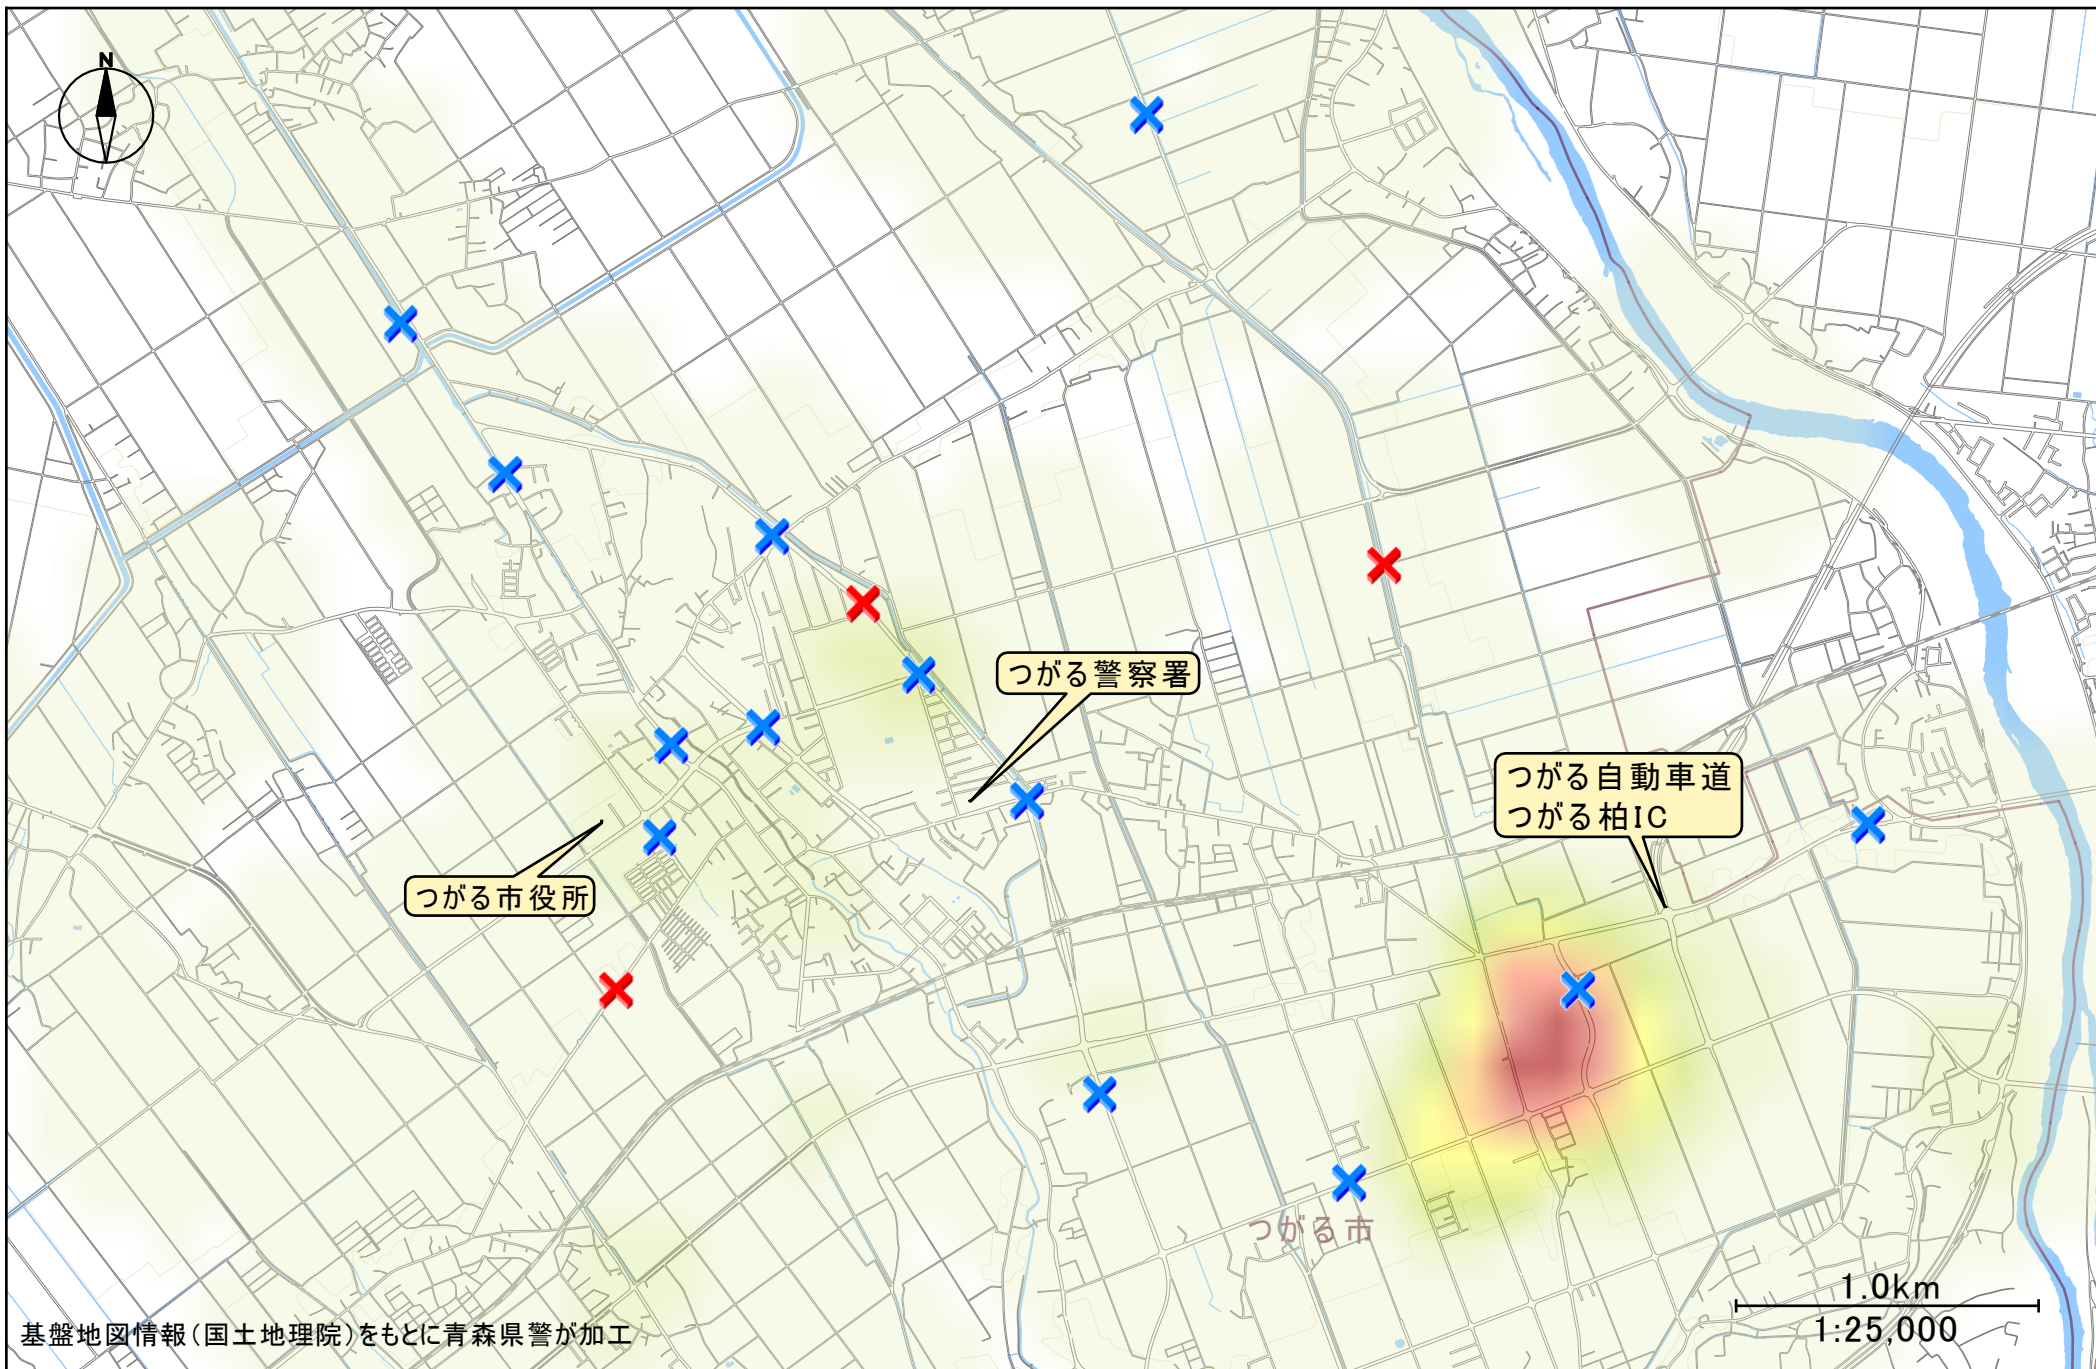 N
つがる警察署
つがる自動車道
つがる柏IC
つがる市役所
つがる市
1.0km
1:25,000
基盤地図情報(国土地理院)をもとに青森県警が加工